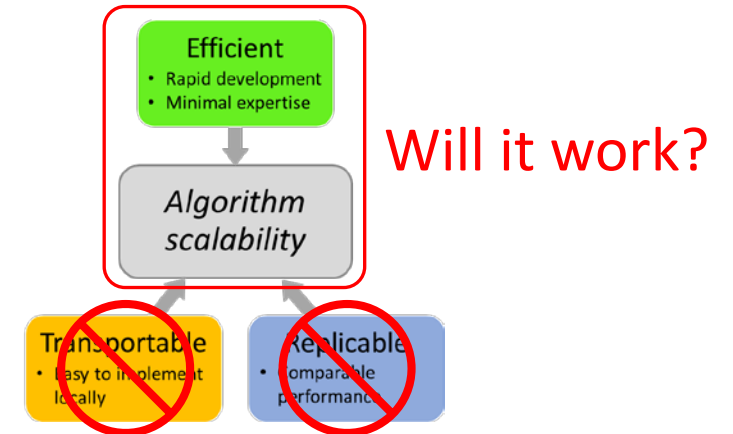 Efficient
• Rapid development
• Minimal expertise
Will it work?
Algorithm
scalability
Transportable
• Easy to implement
locally
Replicable
• Comparable
performance